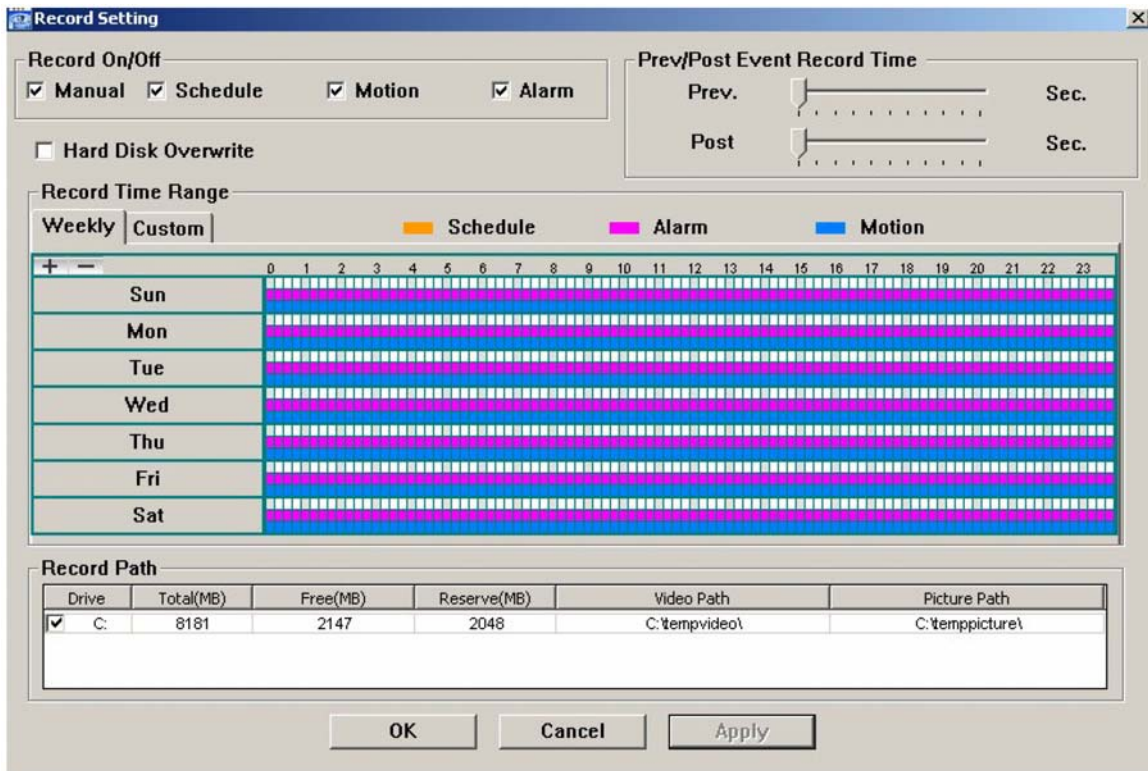 Record Setting
Record On/Off
Manual Schedule Motion Alarm
Hard Disk Overwrite
Prev/Post Event Record Time
Prev. Sec.
Post Sec.
Record Time Range
Weekly Custom Schedule Alarm Motion
+ − 0 1 2 3 4 5 6 7 8 9 10 11 12 13 14 15 16 17 18 19 20 21 22 23
Sun
Mon
Tue
Wed
Thu
Fri
Sat
Record Path
Drive Total(MB) Free(MB) Reserve(MB) Video Path Picture Path
C: 8181 2147 2048 C:\tempvideo\ C:\temppicture\
OK Cancel Apply